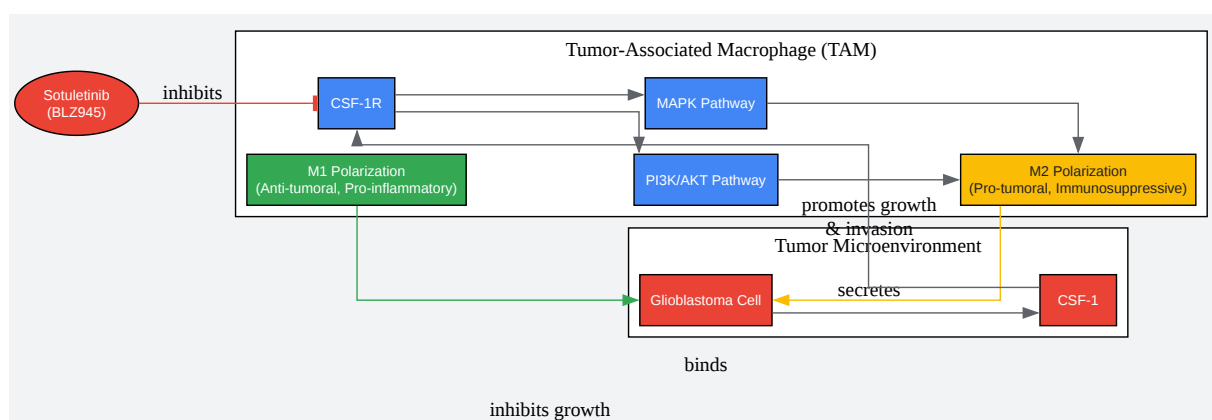 Tumor-Associated Macrophage (TAM)
Sotuletinib
(BLZ945)
inhibits
CSF-1R
MAPK Pathway
M1 Polarization
(Anti-tumoral, Pro-inflammatory)
PI3K/AKT Pathway
M2 Polarization
(Pro-tumoral, Immunosuppressive)
promotes growth
& invasion
Tumor Microenvironment
Glioblastoma Cell
secretes
CSF-1
binds
inhibits growth